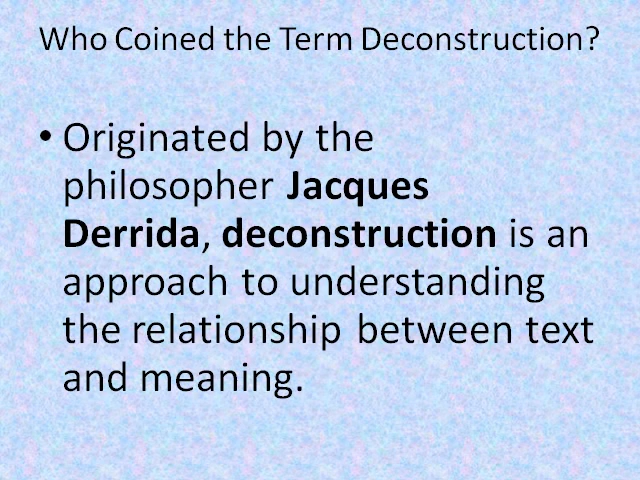 Who Coined the Term Deconstruction?
• Originated by the
philosopher Jacques
Derrida, deconstruction is an
approach to understanding
the relationship between text
and meaning.